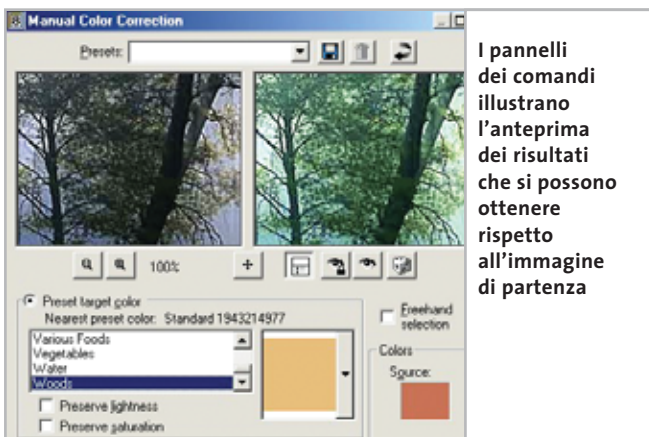 Manual Color Correction
Presets:
100%
Preset target color
Nearest preset color: Standard 1943214977
Various Foods
Vegetables
Water
Woods
Preserve lightness
Preserve saturation
Freehand
selection
Colors
Source:
I pannelli
dei comandi
illustrano
l'anteprima
dei risultati
che si possono
ottenere
rispetto
all'immagine
di partenza